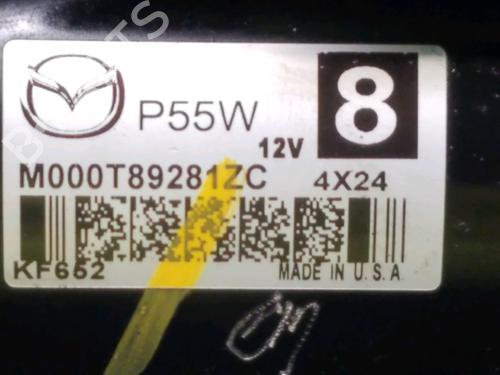 P55W
8
12V
M000T89281ZC
4X24
KF652
MADE IN U.S.A